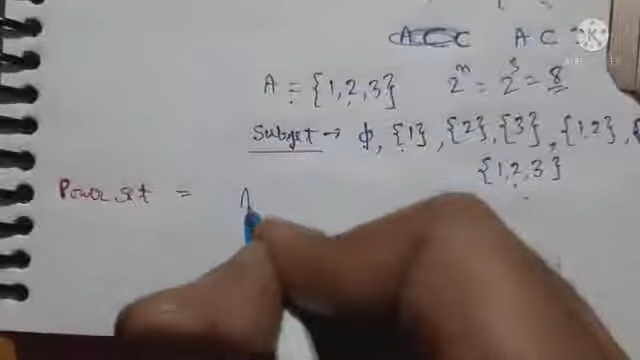 A C C A C
A = {1,2,3} 2ⁿ = 2³ = 8
Subset → ϕ, {1}, {2}, {3}, {1,2}, {
{1,2,3}
Power set =